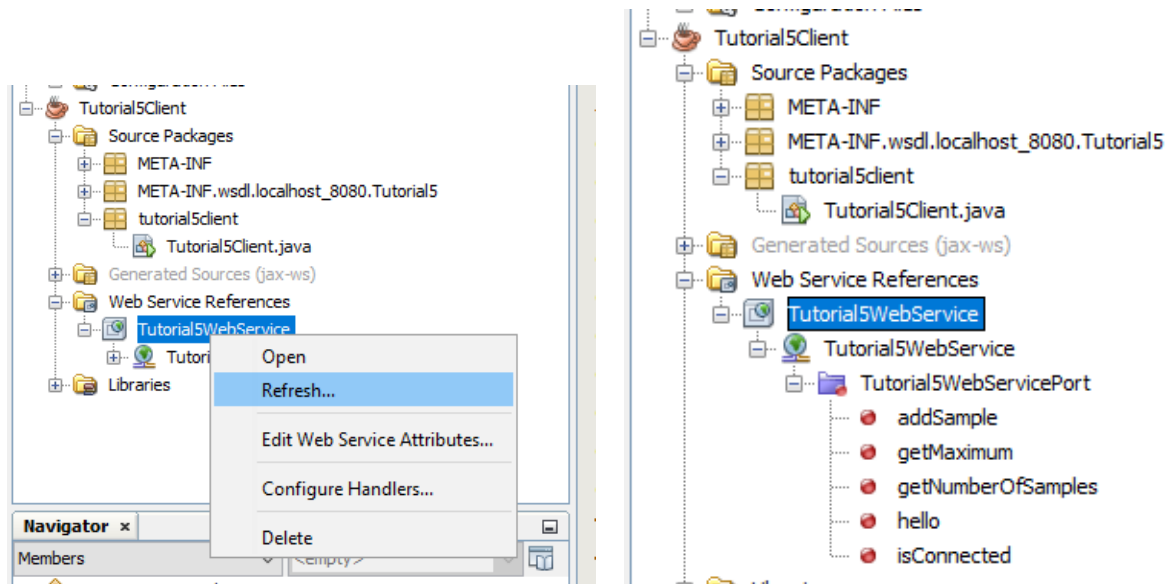 Tutorial5Client
Source Packages
META-INF
META-INF.wsdl.localhost_8080.Tutorial5
tutorial5client
Tutorial5Client.java
Generated Sources (jax-ws)
Web Service References
Tutorial5WebService
Tutori
Libraries
Open
Refresh...
Edit Web Service Attributes...
Configure Handlers...
Delete
Navigator ×
Members
<empty>
Tutorial5Client
Source Packages
META-INF
META-INF.wsdl.localhost_8080.Tutorial5
tutorial5client
Tutorial5Client.java
Generated Sources (jax-ws)
Web Service References
Tutorial5WebService
Tutorial5WebService
Tutorial5WebServicePort
addSample
getMaximum
getNumberOfSamples
hello
isConnected